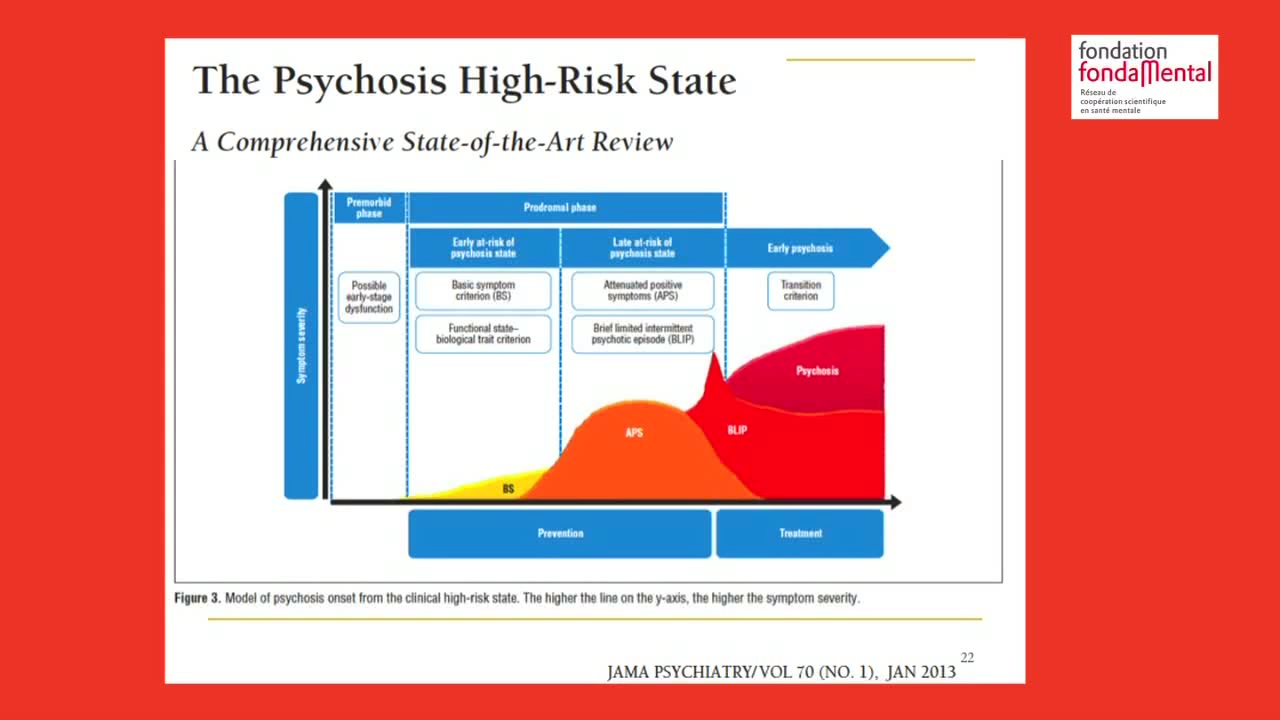 The Psychosis High-Risk State
A Comprehensive State-of-the-Art Review
fondation
fondaMental
Réseau de
coopération scientifique
en santé mentale
Symptom severity
Premorbid
phase
Prodromal phase
Early at-risk of
psychosis state
Late at-risk of
psychosis state
Early psychosis
Possible
early-stage
dysfunction
Basic symptom
criterion (BS)
Functional state–
biological trait criterion
Attenuated positive
symptoms (APS)
Brief limited intermittent
psychotic episode (BLIP)
Transition
criterion
Psychosis
BLIP
APS
BS
Prevention
Treatment
Figure 3. Model of psychosis onset from the clinical high-risk state. The higher the line on the y-axis, the higher the symptom severity.
22
JAMA PSYCHIATRY/VOL 70 (NO. 1), JAN 2013